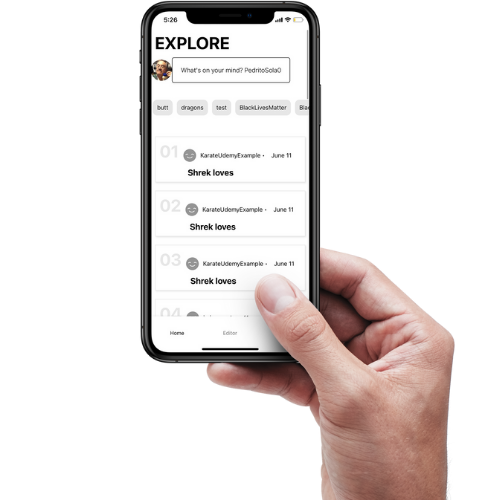 5:26
EXPLORE
What's on your mind? PedritoSola0
butt dragons test BlackLivesMatter Blac
01 KarateUdemyExample • June 11
Shrek loves
02 KarateUdemyExample • June 11
Shrek loves
03 KarateUdemyExample • June 11
Shrek loves
04
Home Editor